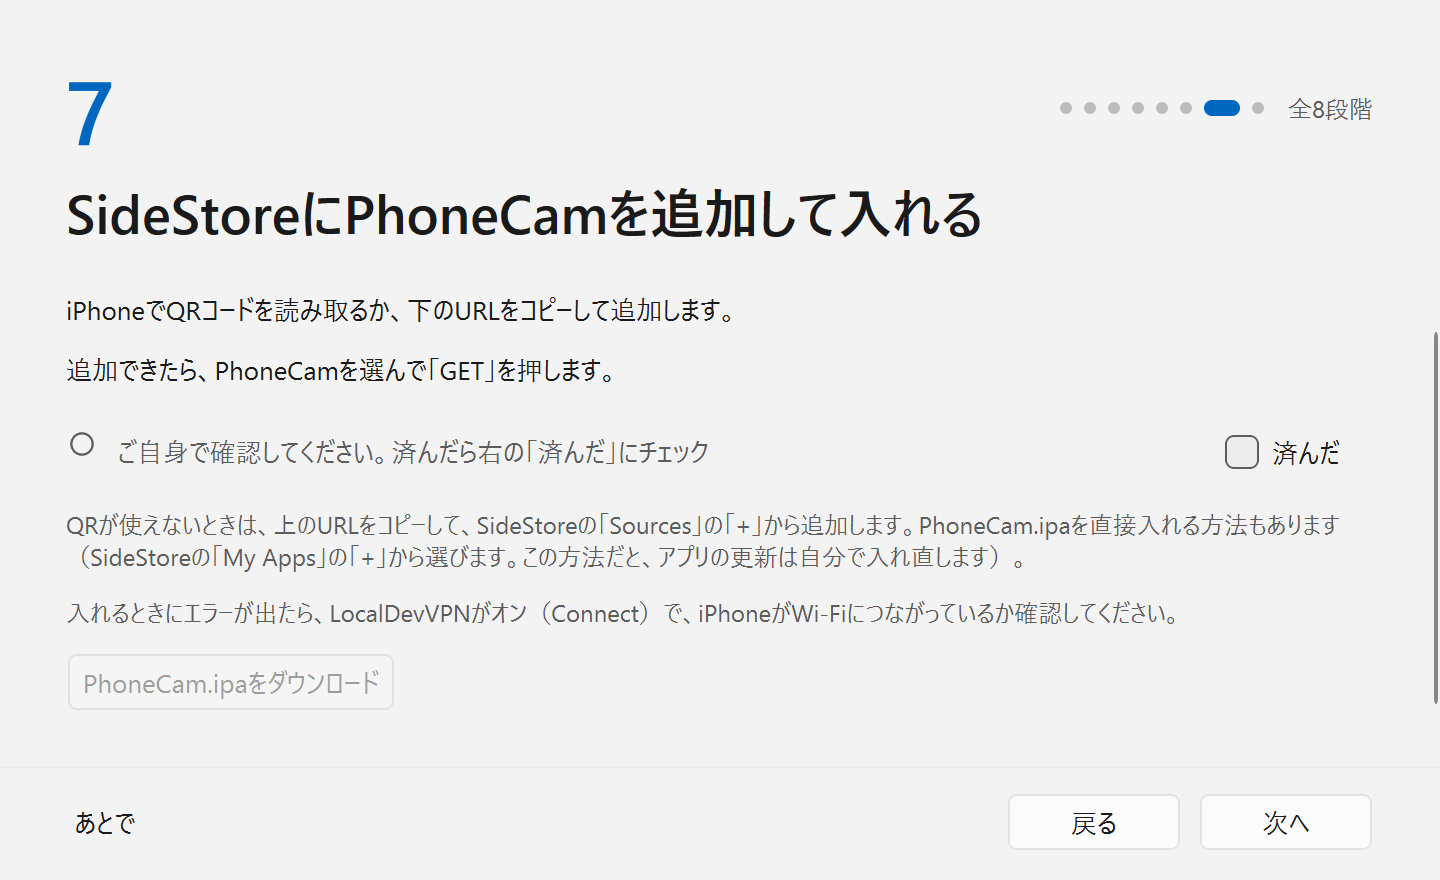 7
全8段階
SideStoreにPhoneCamを追加して入れる
iPhoneでQRコードを読み取るか、下のURLをコピーして追加します。
追加できたら、PhoneCamを選んで「GET」を押します。
ご自身で確認してください。済んだら右の「済んだ」にチェック
済んだ
QRが使えないときは、上のURLをコピーして、SideStoreの「Sources」の「+」から追加します。PhoneCam.ipaを直接入れる方法もあります
（SideStoreの「My Apps」の「+」から選びます。この方法だと、アプリの更新は自分で入れ直します）。
入れるときにエラーが出たら、LocalDevVPNがオン（Connect）で、iPhoneがWi-Fiにつながっているか確認してください。
PhoneCam.ipaをダウンロード
あとで
戻る
次へ